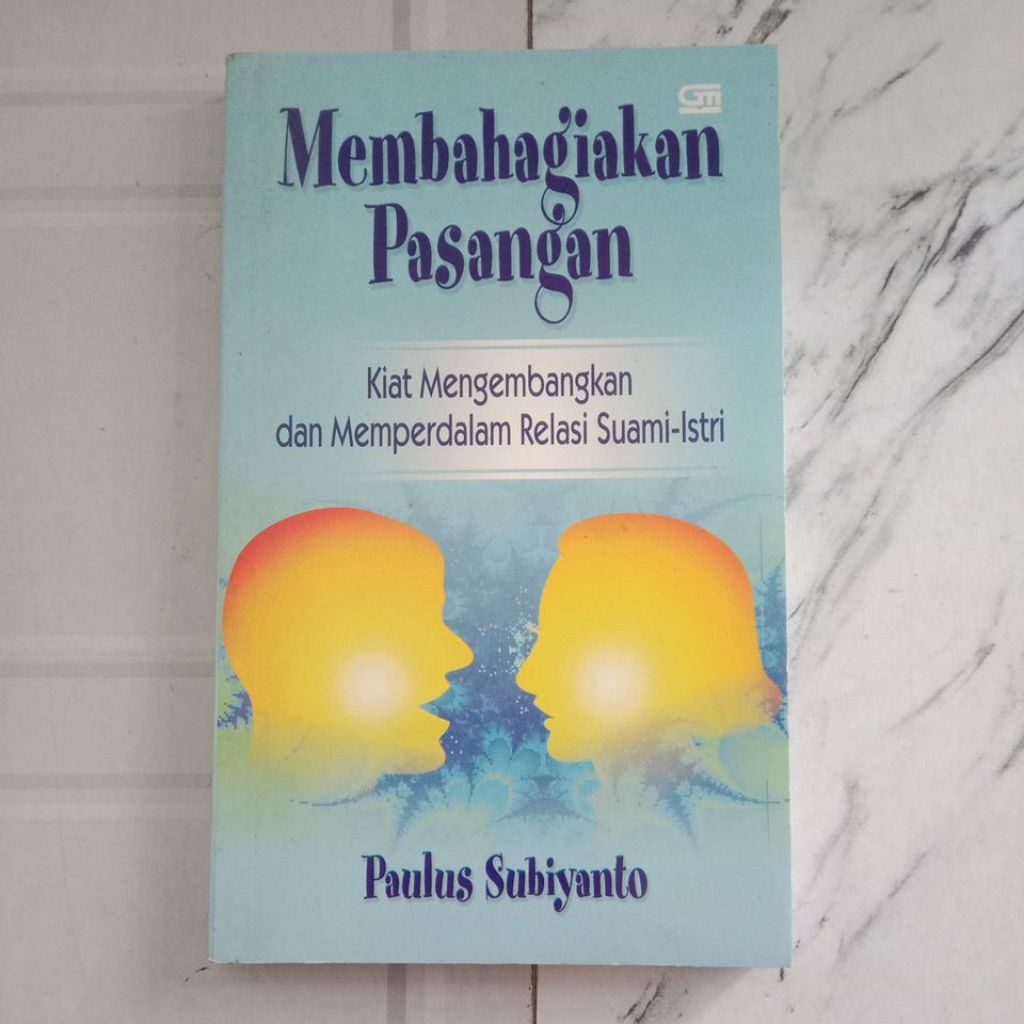 GM
Membahagiakan
Pasangan
Kiat Mengembangkan
dan Memperdalam Relasi Suami-Istri
Paulus Subiyanto